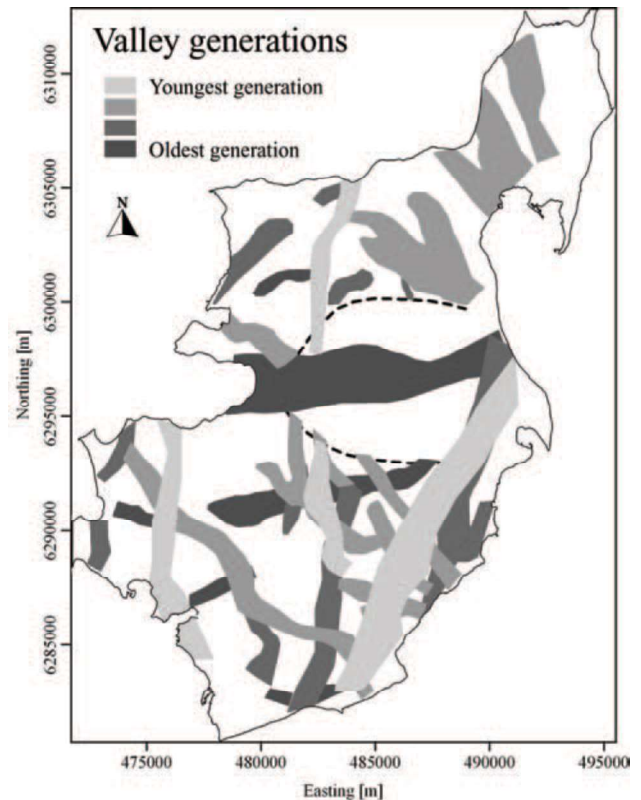 Valley generations
Youngest generation
Oldest generation
N
6310000
6305000
6300000
6295000
6290000
6285000
Northing [m]
475000
480000
485000
490000
495000
Easting [m]